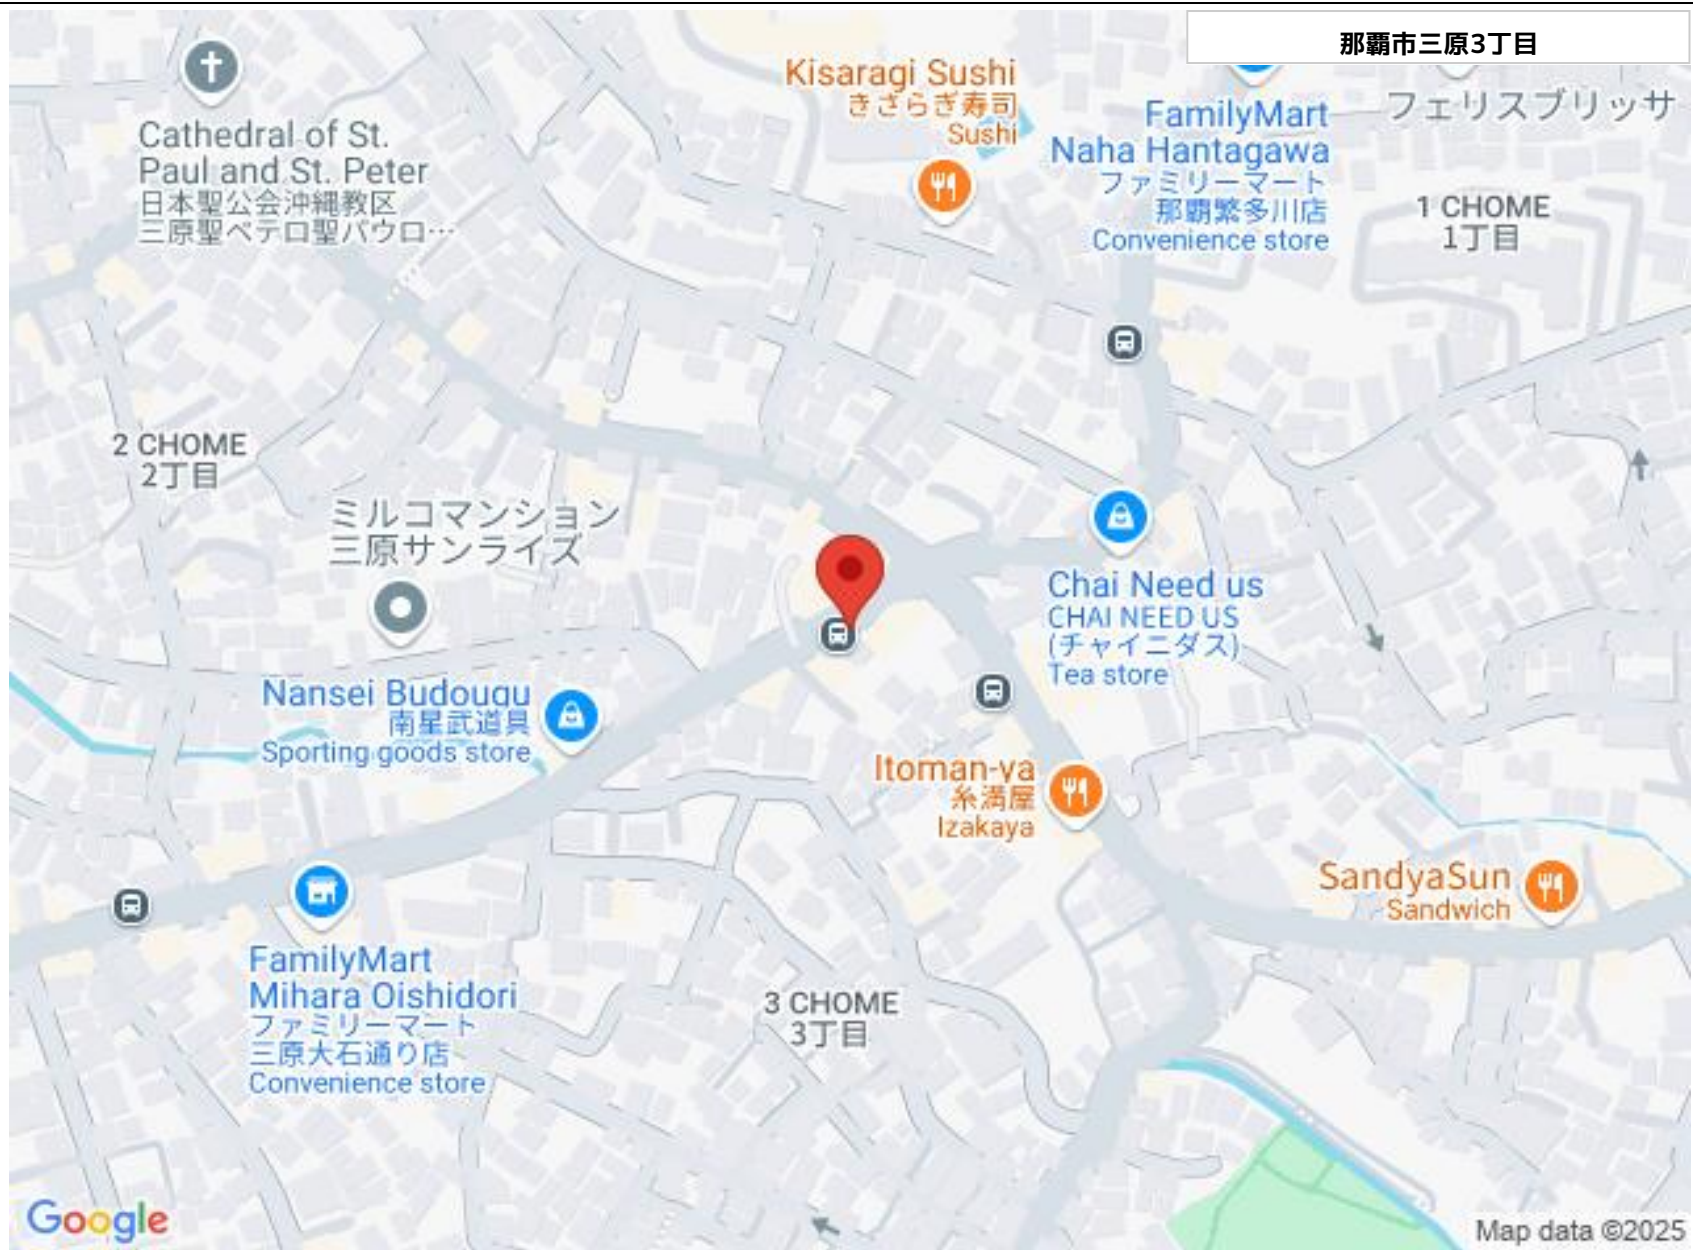 那覇市三原3丁目
Kisaragi Sushi
きさらぎ寿司
Sushi
Cathedral of St.
Paul and St. Peter
日本聖公会沖縄教区
三原聖ペテロ聖パウロ…
FamilyMart
Naha Hantagawa
ファミリーマート
那覇繁多川店
Convenience store
フェリスブリッサ
1 CHOME
1丁目
2 CHOME
2丁目
ミルコマンション
三原サンライズ
Chai Need us
CHAI NEED US
(チャイニダス)
Tea store
Nansei Budougu
南星武道具
Sporting goods store
Itoman-ya
糸満屋
Izakaya
SandyaSun
Sandwich
FamilyMart
Mihara Oishidori
ファミリーマート
三原大石通り店
Convenience store
3 CHOME
3丁目
Google
Map data ©2025